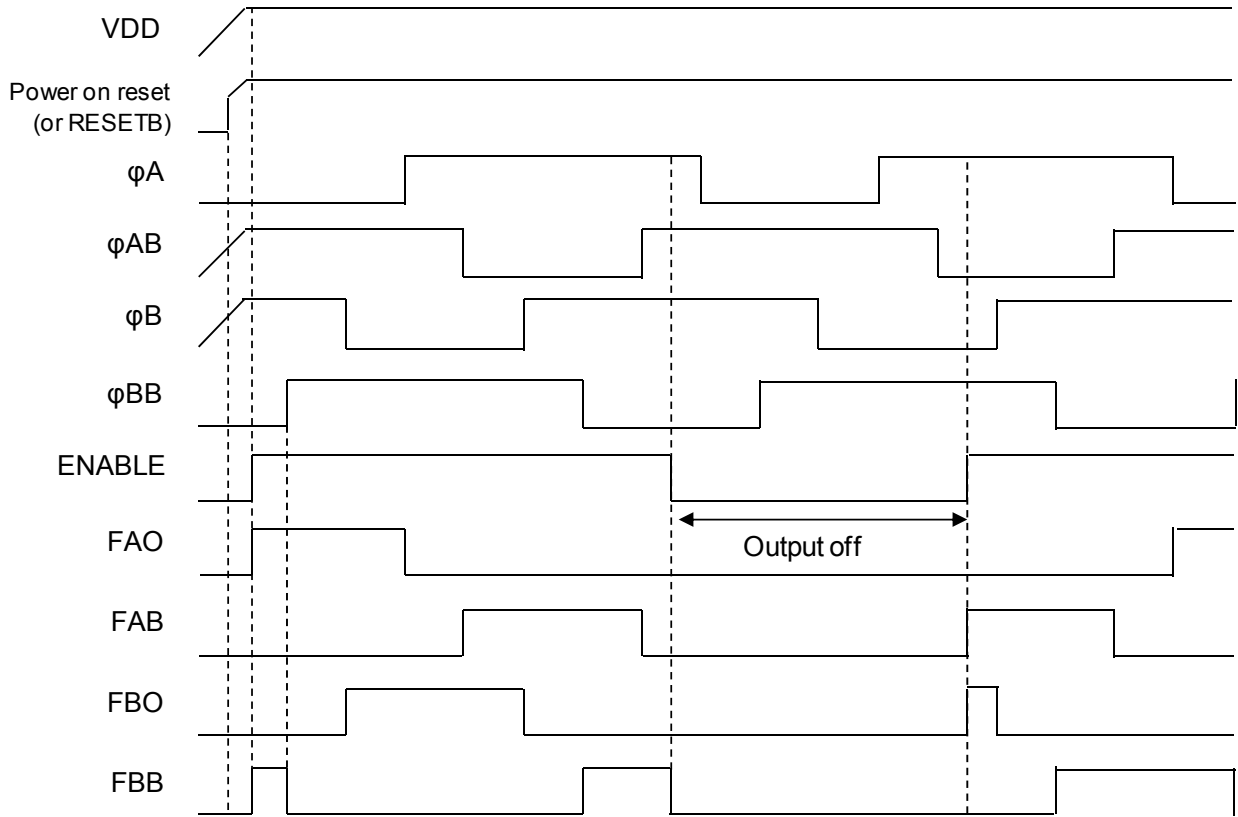 VDD
Power on reset
(or RESETB)
φA
φAB
φB
φBB
ENABLE
FAO
Output off
FAB
FBO
FBB